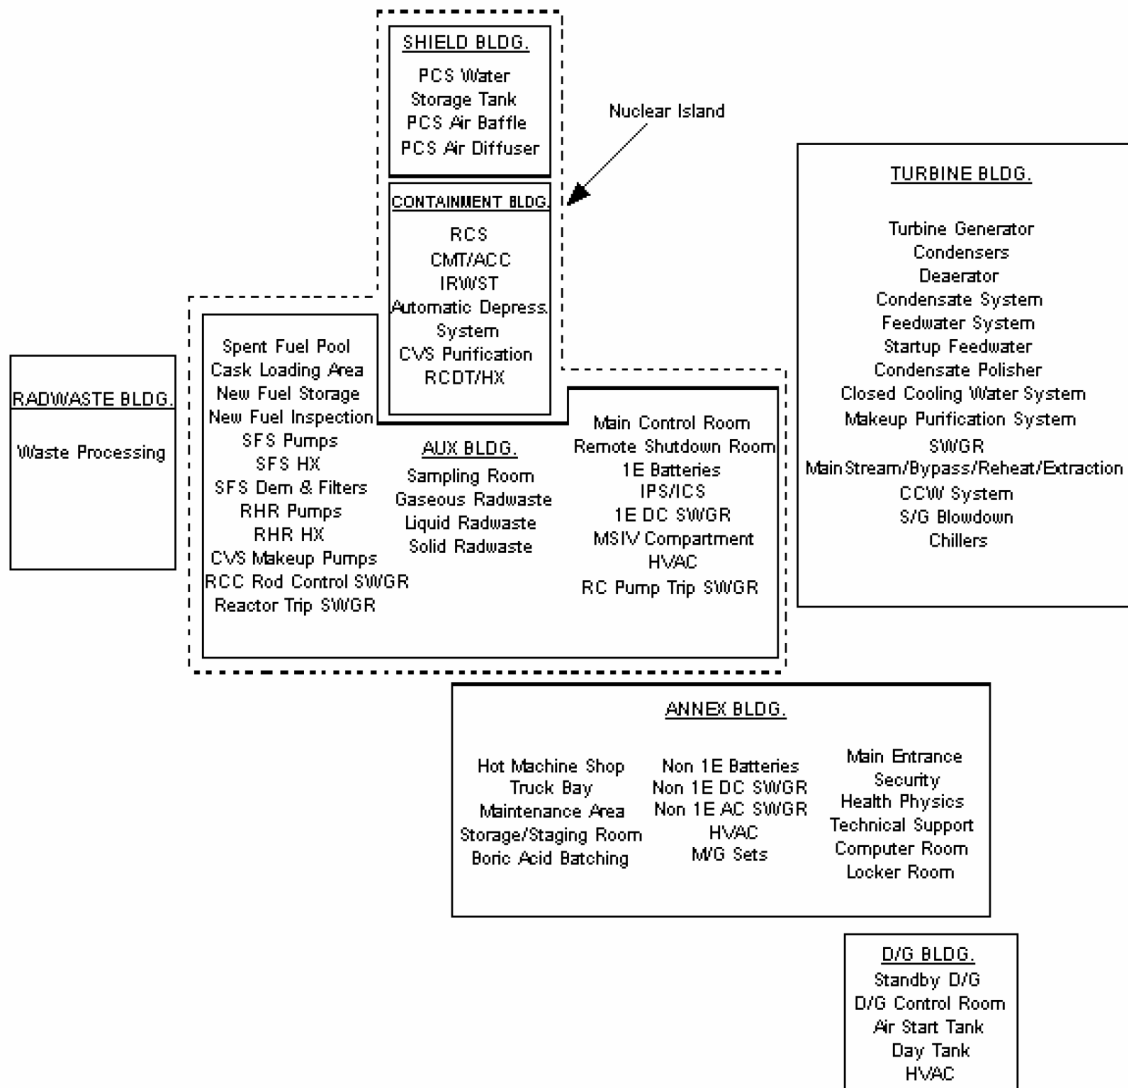 SHIELD BLDG.
PCS Water
Storage Tank
PCS Air Baffle
PCS Air Diffuser
Nuclear Island
CONTAINMENT BLDG.
RCS
CMT/ACC
IRWST
Automatic Depress.
System
CVS Purification
RCDT/HX
TURBINE BLDG.
Turbine Generator
Condensers
Deaerator
Condensate System
Feedwater System
Startup Feedwater
Condensate Polisher
Closed Cooling Water System
Makeup Purification System
SWGR
MainStream/Bypass/Reheat/Extraction
CCW System
S/G Blowdown
Chillers
RADWASTE BLDG.
Waste Processing
Spent Fuel Pool
Cask Loading Area
New Fuel Storage
New Fuel Inspection
SFS Pumps
SFS HX
SFS Dem & Filters
RHR Pumps
RHR HX
CVS Makeup Pumps
RCC Rod Control SWGR
Reactor Trip SWGR
AUX BLDG.
Sampling Room
Gaseous Radwaste
Liquid Radwaste
Solid Radwaste
Main Control Room
Remote Shutdown Room
1E Batteries
IPS/ICS
1E DC SWGR
MSIV Compartment
HVAC
RC Pump Trip SWGR
ANNEX BLDG.
Hot Machine Shop
Truck Bay
Maintenance Area
Storage/Staging Room
Boric Acid Batching
Non 1E Batteries
Non 1E DC SWGR
Non 1E AC SWGR
HVAC
M/G Sets
Main Entrance
Security
Health Physics
Technical Support
Computer Room
Locker Room
D/G BLDG.
Standby D/G
D/G Control Room
Air Start Tank
Day Tank
HVAC